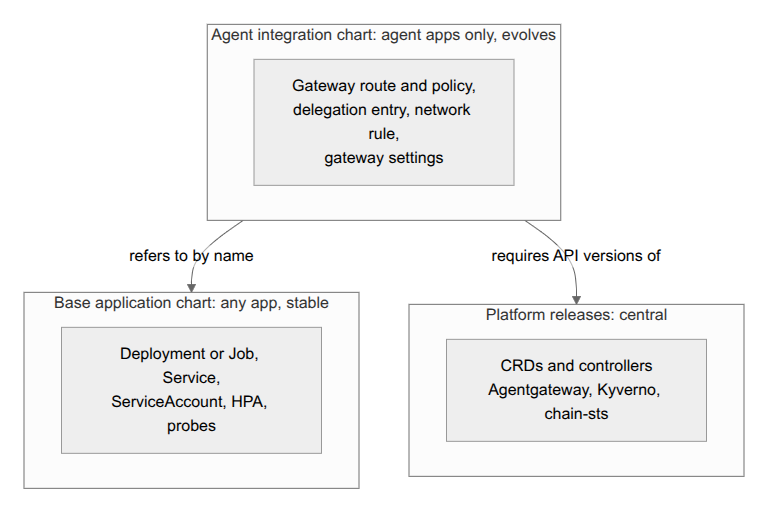 Agent integration chart: agent apps only, evolves
Gateway route and policy,
delegation entry, network
rule,
gateway settings
refers to by name
requires API versions of
Base application chart: any app, stable
Deployment or Job,
Service,
ServiceAccount, HPA,
probes
Platform releases: central
CRDs and controllers
Agentgateway, Kyverno,
chain-sts